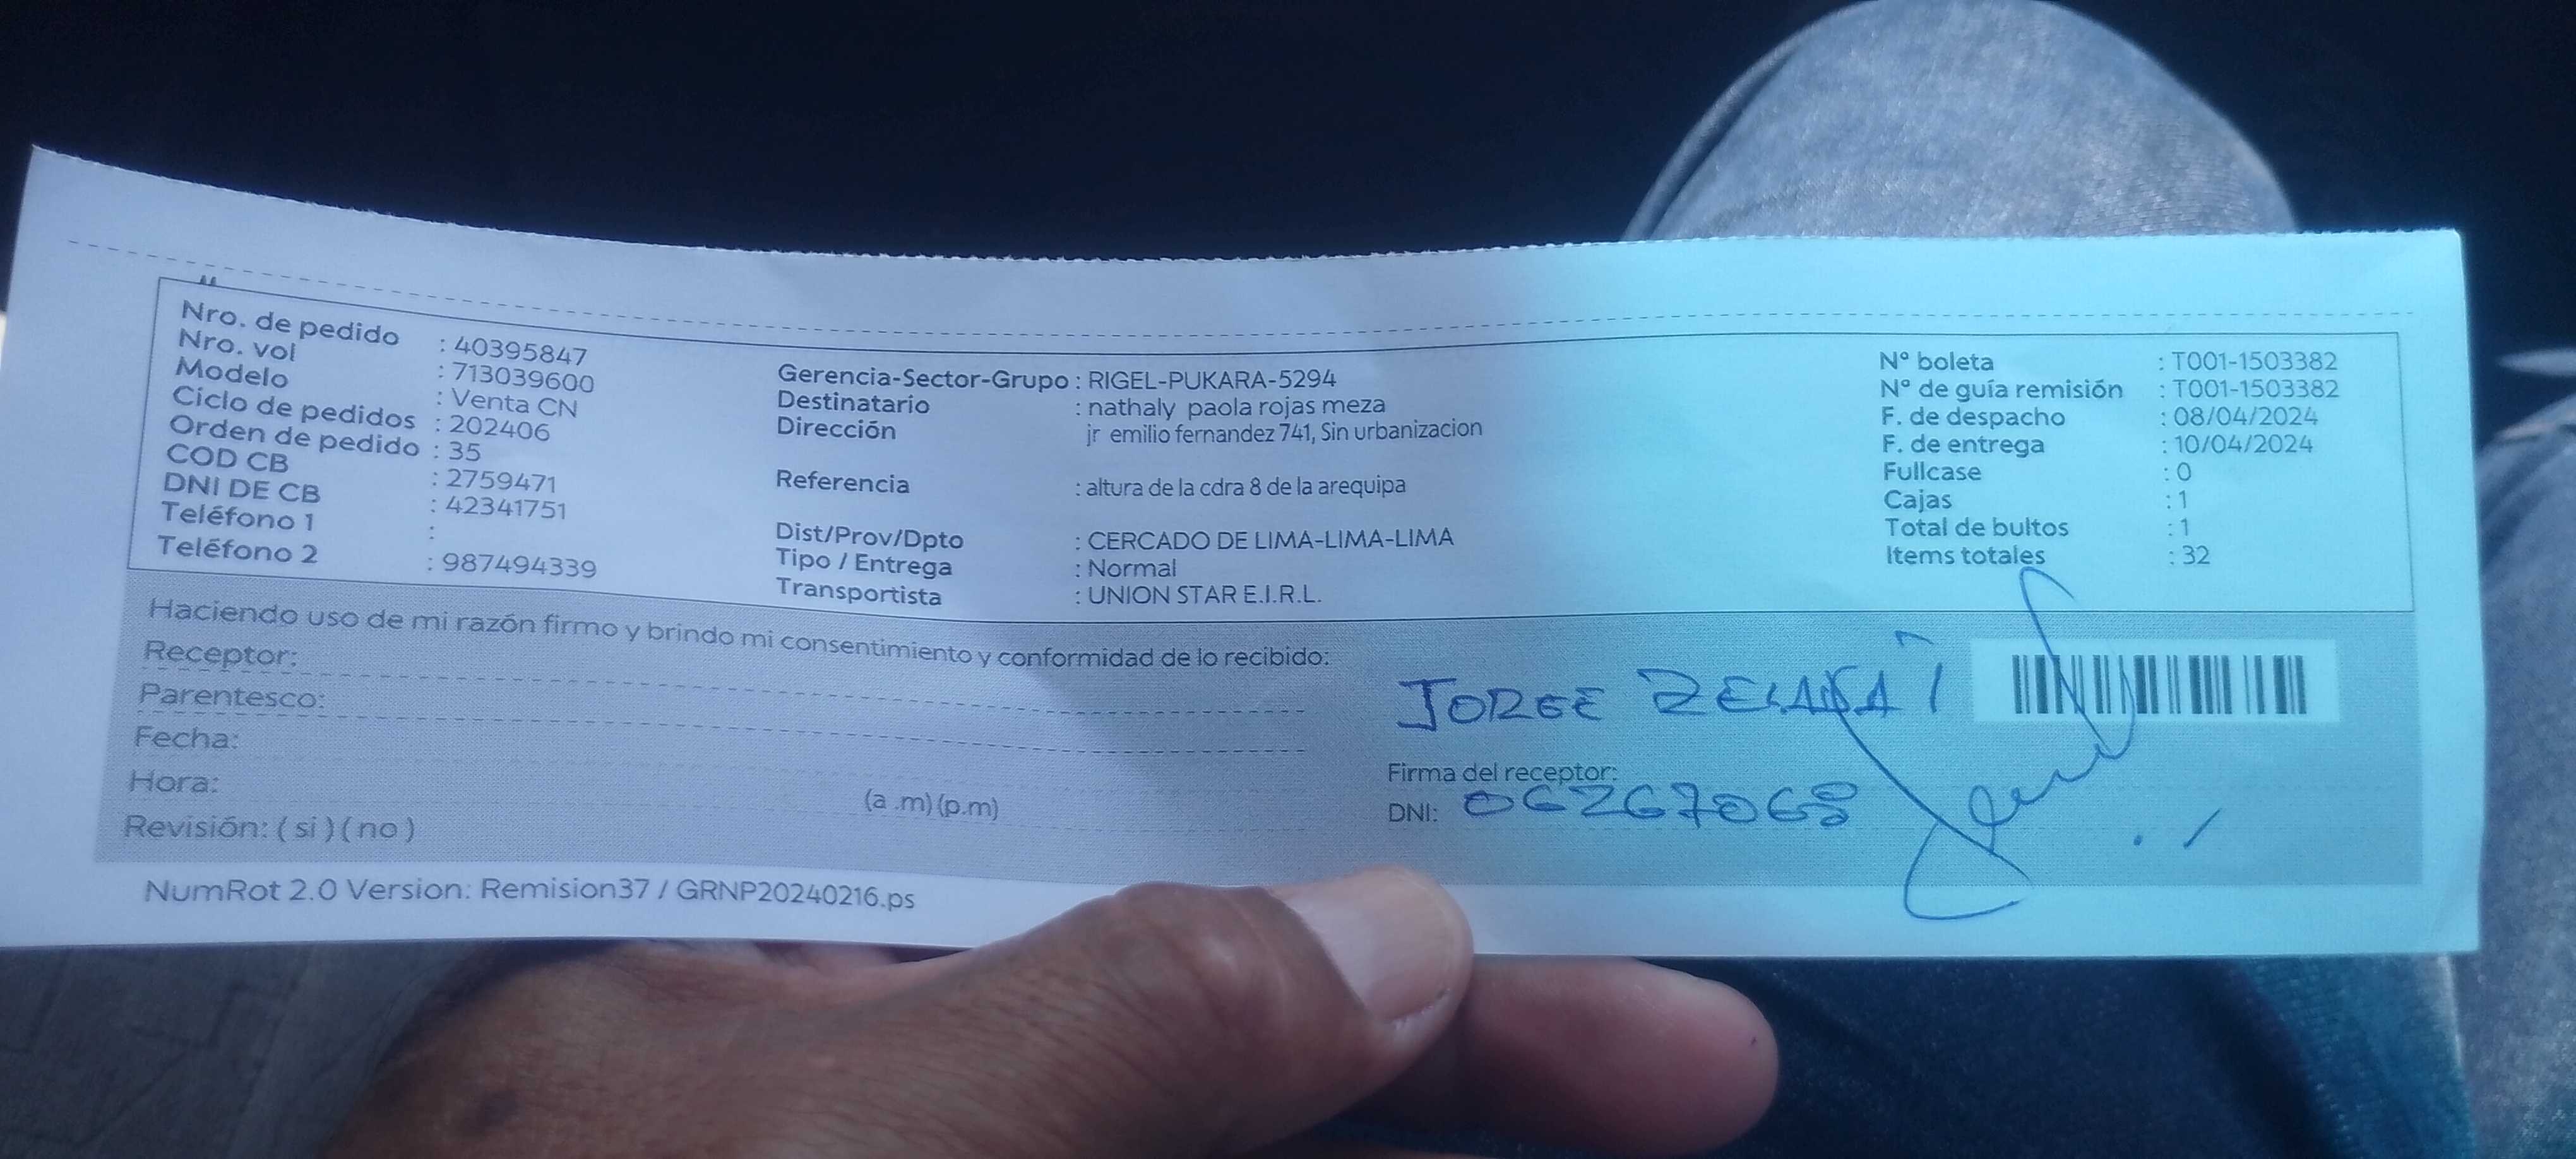 Nro. de pedido : 40395847
Nro. vol : 713039600
Modelo : Venta CN
Ciclo de pedidos : 202406
Orden de pedido : 35
COD CB : 2759471
DNI DE CB : 42341751
Teléfono 1 :
Teléfono 2 : 987494339
Gerencia-Sector-Grupo : RIGEL-PUKARA-5294
Destinatario : nathaly paola rojas meza
Dirección jr emilio fernandez 741, Sin urbanizacion
Referencia : altura de la cdra 8 de la arequipa
Dist/Prov/Dpto : CERCADO DE LIMA-LIMA-LIMA
Tipo / Entrega : Normal
Transportista : UNION STAR E.I.R.L.
Nº boleta : T001-1503382
Nº de guía remisión : T001-1503382
F. de despacho : 08/04/2024
F. de entrega : 10/04/2024
Fullcase : 0
Cajas : 1
Total de bultos : 1
Items totales : 32
Haciendo uso de mi razón firmo y brindo mi consentimiento y conformidad de lo recibido:
Receptor:
Parentesco:
Fecha:
Hora: (a .m) (p.m)
Revisión: ( si ) ( no )
JORGE
Firma del receptor:
DNI: 06267068
NumRot 2.0 Version: Remision37 / GRNP20240216.ps